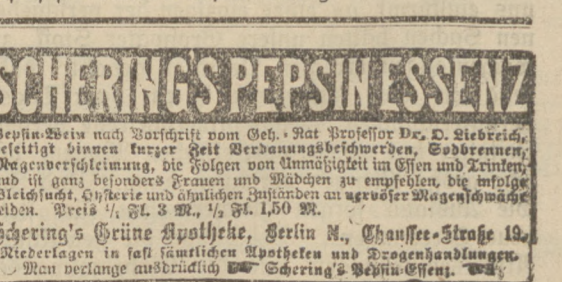 SCHERING'S PEPSIN ESSENZ
Pepsin-Wein nach Vorschrift vom Geh.-Rat Professor Dr. O. Liebreich,
beseitigt binnen kurzer Zeit Verdauungsbeschwerden, Sodbrennen,
Magenverschleimung, die Folgen von Unmäßigkeit im Essen und Trinken,
und ist ganz besonders Frauen und Mädchen zu empfehlen, die infolge
Bleichsucht, Hysterie und ähnlichen Zuständen an nervöser Magenschwäche
leiden. Preis 1/1 Fl. 3 M., 1/2 Fl. 1,50 M.
Schering's Grüne Apotheke, Berlin N., Chaussee-Straße 19.
Niederlagen in fast sämtlichen Apotheken und Drogenhandlungen.
Man verlange ausdrücklich Schering's Pepsin-Essenz.